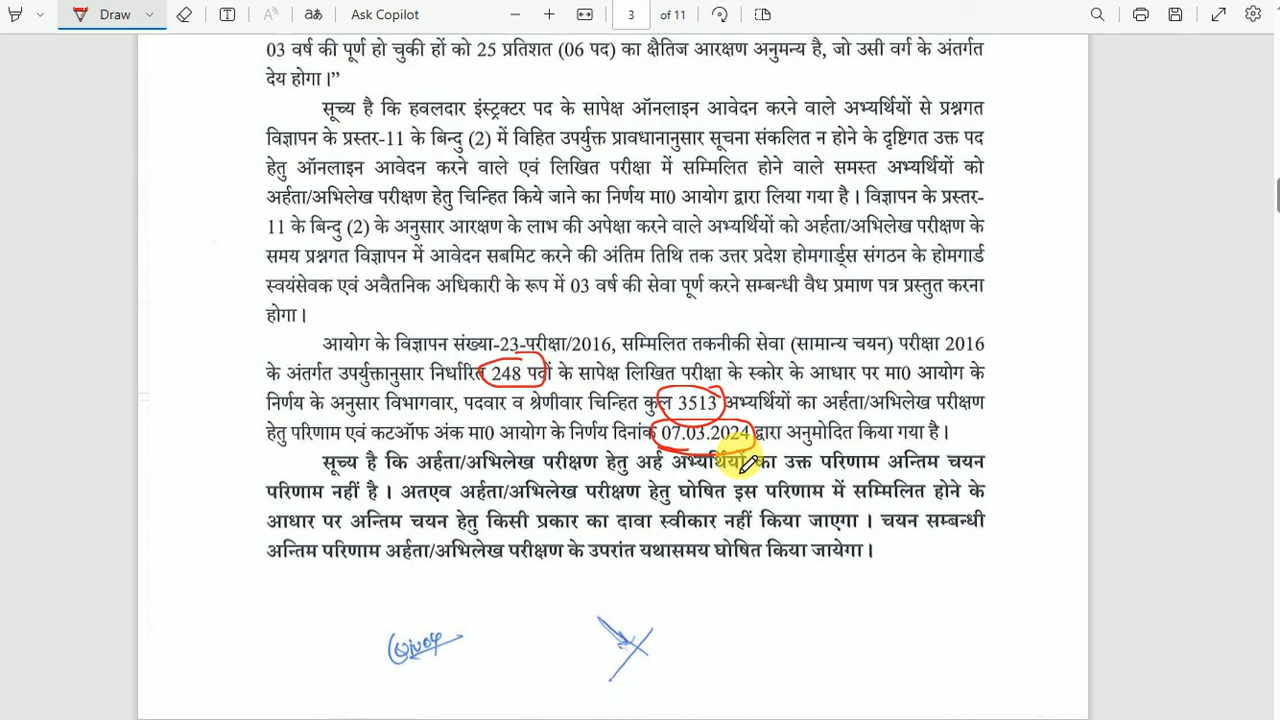 Draw
Ask Copilot
3 of 11
03 वर्ष की पूर्ण हो चुकी हों को 25 प्रतिशत (06 पद) का क्षैतिज आरक्षण अनुमन्य है, जो उसी वर्ग के अंतर्गत
देय होगा।”
सूच्य है कि हवलदार इंस्ट्रक्टर पद के सापेक्ष ऑनलाइन आवेदन करने वाले अभ्यर्थियों से प्रश्नगत
विज्ञापन के प्रस्तर-11 के बिन्दु (2) में विहित उपर्युक्त प्रावधानानुसार सूचना संकलित न होने के दृष्टिगत उक्त पद
हेतु ऑनलाइन आवेदन करने वाले एवं लिखित परीक्षा में सम्मिलित होने वाले समस्त अभ्यर्थियों को
अर्हता/अभिलेख परीक्षण हेतु चिन्हित किये जाने का निर्णय मा0 आयोग द्वारा लिया गया है। विज्ञापन के प्रस्तर-
11 के बिन्दु (2) के अनुसार आरक्षण के लाभ की अपेक्षा करने वाले अभ्यर्थियों को अर्हता/अभिलेख परीक्षण के
समय प्रश्नगत विज्ञापन में आवेदन सबमिट करने की अंतिम तिथि तक उत्तर प्रदेश होमगार्ड्स संगठन के होमगार्ड
स्वयंसेवक एवं अवैतनिक अधिकारी के रूप में 03 वर्ष की सेवा पूर्ण करने सम्बन्धी वैध प्रमाण पत्र प्रस्तुत करना
होगा।
आयोग के विज्ञापन संख्या-23-परीक्षा/2016, सम्मिलित तकनीकी सेवा (सामान्य चयन) परीक्षा 2016
के अंतर्गत उपर्युक्तानुसार निर्धारित 248 पदों के सापेक्ष लिखित परीक्षा के स्कोर के आधार पर मा0 आयोग के
निर्णय के अनुसार विभागवार, पदवार व श्रेणीवार चिन्हित कुल 3513 अभ्यर्थियों का अर्हता/अभिलेख परीक्षण
हेतु परिणाम एवं कटऑफ अंक मा0 आयोग के निर्णय दिनांक 07.03.2024 द्वारा अनुमोदित किया गया है।
सूच्य है कि अर्हता/अभिलेख परीक्षण हेतु अर्ह अभ्यर्थियों का उक्त परिणाम अन्तिम चयन
परिणाम नहीं है। अतएव अर्हता/अभिलेख परीक्षण हेतु घोषित इस परिणाम में सम्मिलित होने के
आधार पर अन्तिम चयन हेतु किसी प्रकार का दावा स्वीकार नहीं किया जाएगा। चयन सम्बन्धी
अन्तिम परिणाम अर्हता/अभिलेख परीक्षण के उपरांत यथासमय घोषित किया जायेगा।